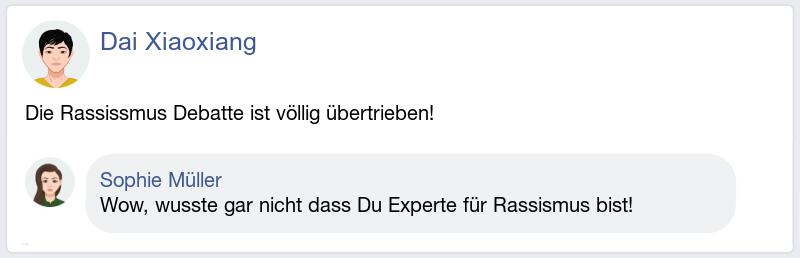 Dai Xiaoxiang
Die Rassissmus Debatte ist völlig übertrieben!
Sophie Müller
Wow, wusste gar nicht dass Du Experte für Rassismus bist!